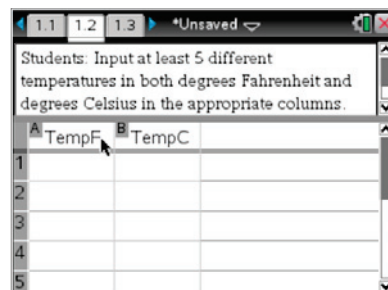 1.1 1.2 1.3 *Unsaved
Students: Input at least 5 different
temperatures in both degrees Fahrenheit and
degrees Celsius in the appropriate columns.
A TempF B TempC
1
2
3
4
5